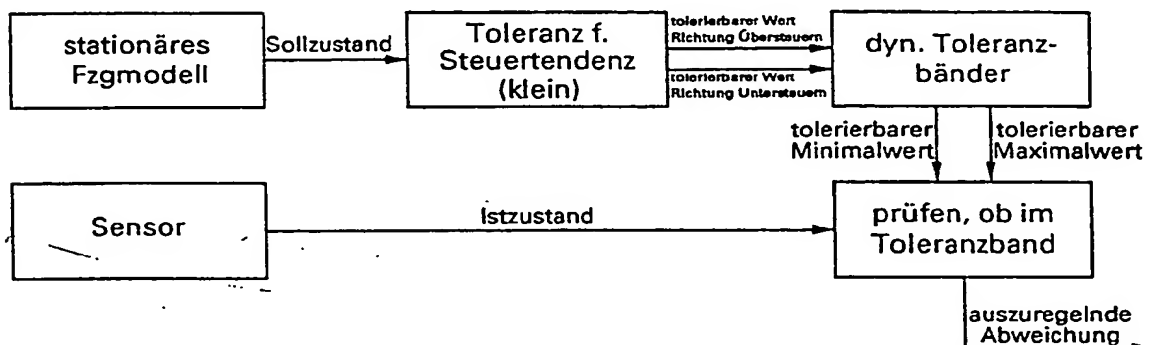 stationäres
Fzgmodell
Sollzustand
Toleranz f.
Steuertendenz
(klein)
tolerierbarer Wert
Richtung Übersteuern
tolerierbarer Wert
Richtung Untersteuern
dyn. Toleranz-
bänder
tolerierbarer
Minimalwert
tolerierbarer
Maximalwert
Sensor
Istzustand
prüfen, ob im
Toleranzband
auszuregelnde
Abweichung